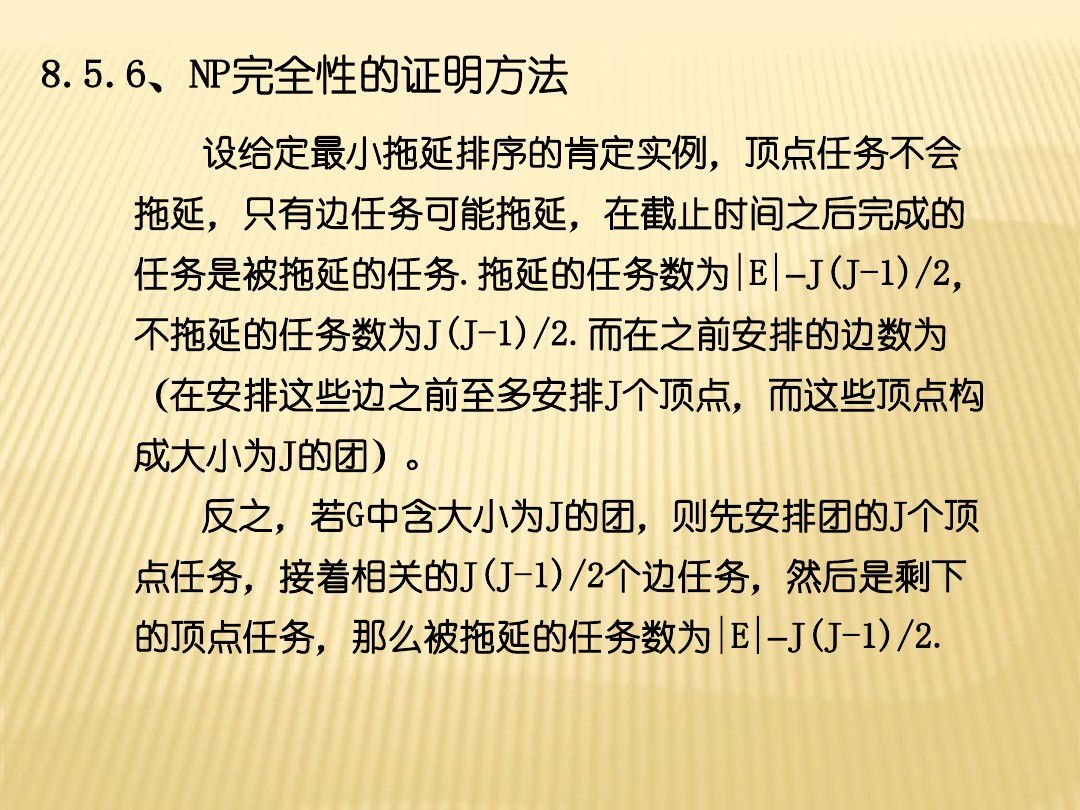 8.5.6、NP完全性的证明方法
设给定最小拖延排序的肯定实例，顶点任务不会
拖延，只有边任务可能拖延，在截止时间之后完成的
任务是被拖延的任务.拖延的任务数为|E|-J(J-1)/2,
不拖延的任务数为J(J-1)/2.而在之前安排的边数为
（在安排这些边之前至多安排J个顶点，而这些顶点构
成大小为J的团）。
反之，若G中含大小为J的团，则先安排团的J个顶
点任务，接着相关的J(J-1)/2个边任务，然后是剩下
的顶点任务，那么被拖延的任务数为|E|-J(J-1)/2.